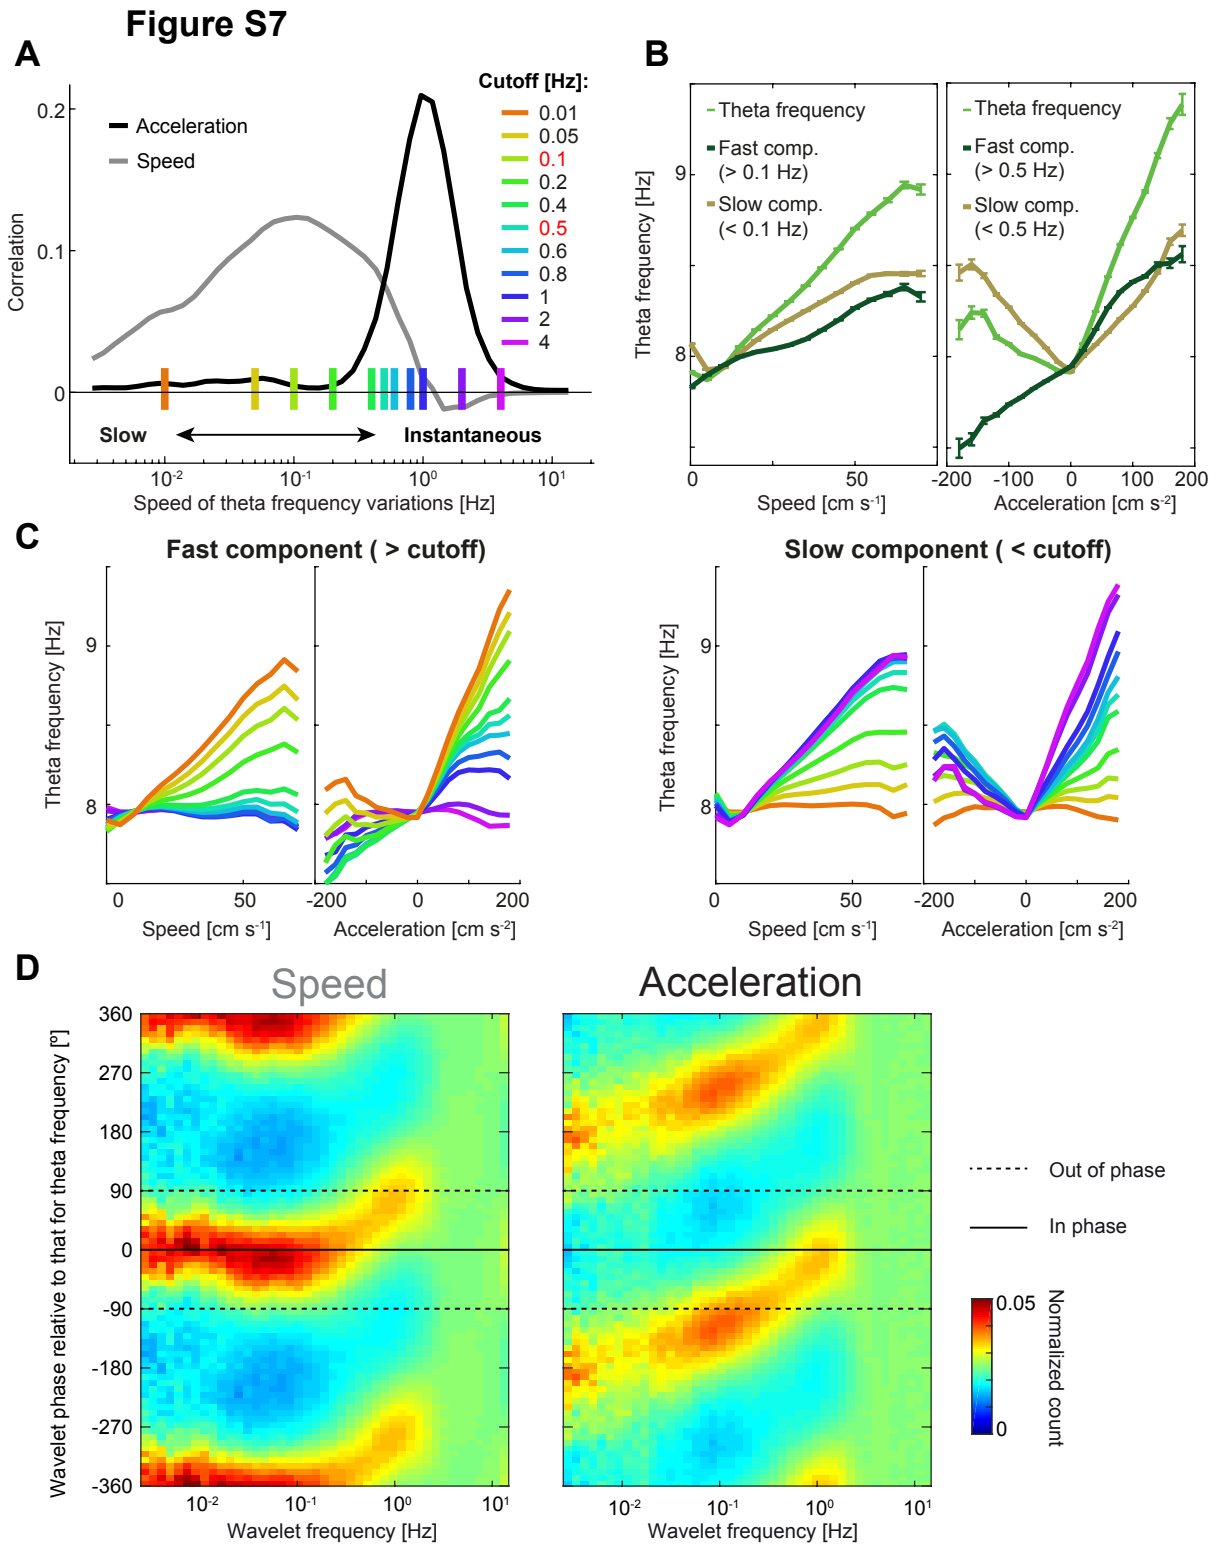 Figure S7
A
Cutoff [Hz]:
0.01
0.05
0.1
0.2
0.4
0.5
0.6
0.8
1
2
4
Acceleration
Speed
0.2
0.1
0
Correlation
Slow
Instantaneous
10-2
10-1
100
101
Speed of theta frequency variations [Hz]
B
Theta frequency
Fast comp.
(> 0.1 Hz)
Slow comp.
(< 0.1 Hz)
Theta frequency
Fast comp.
(> 0.5 Hz)
Slow comp.
(< 0.5 Hz)
9
8
Theta frequency [Hz]
0
50
Speed [cm s-1]
-200
-100
0
100
200
Acceleration [cm s-2]
C
Fast component ( > cutoff)
9
8
Theta frequency [Hz]
0
50
Speed [cm s-1]
-200
0
200
Acceleration [cm s-2]
Slow component ( < cutoff)
9
8
Theta frequency [Hz]
0
50
Speed [cm s-1]
-200
0
200
Acceleration [cm s-2]
D
Speed
Acceleration
360
270
180
90
0
-90
-180
-270
-360
Wavelet phase relative to that for theta frequency [º]
10-2
10-1
100
101
Wavelet frequency [Hz]
10-2
10-1
100
101
Wavelet frequency [Hz]
Out of phase
In phase
0.05
0
Normalized count